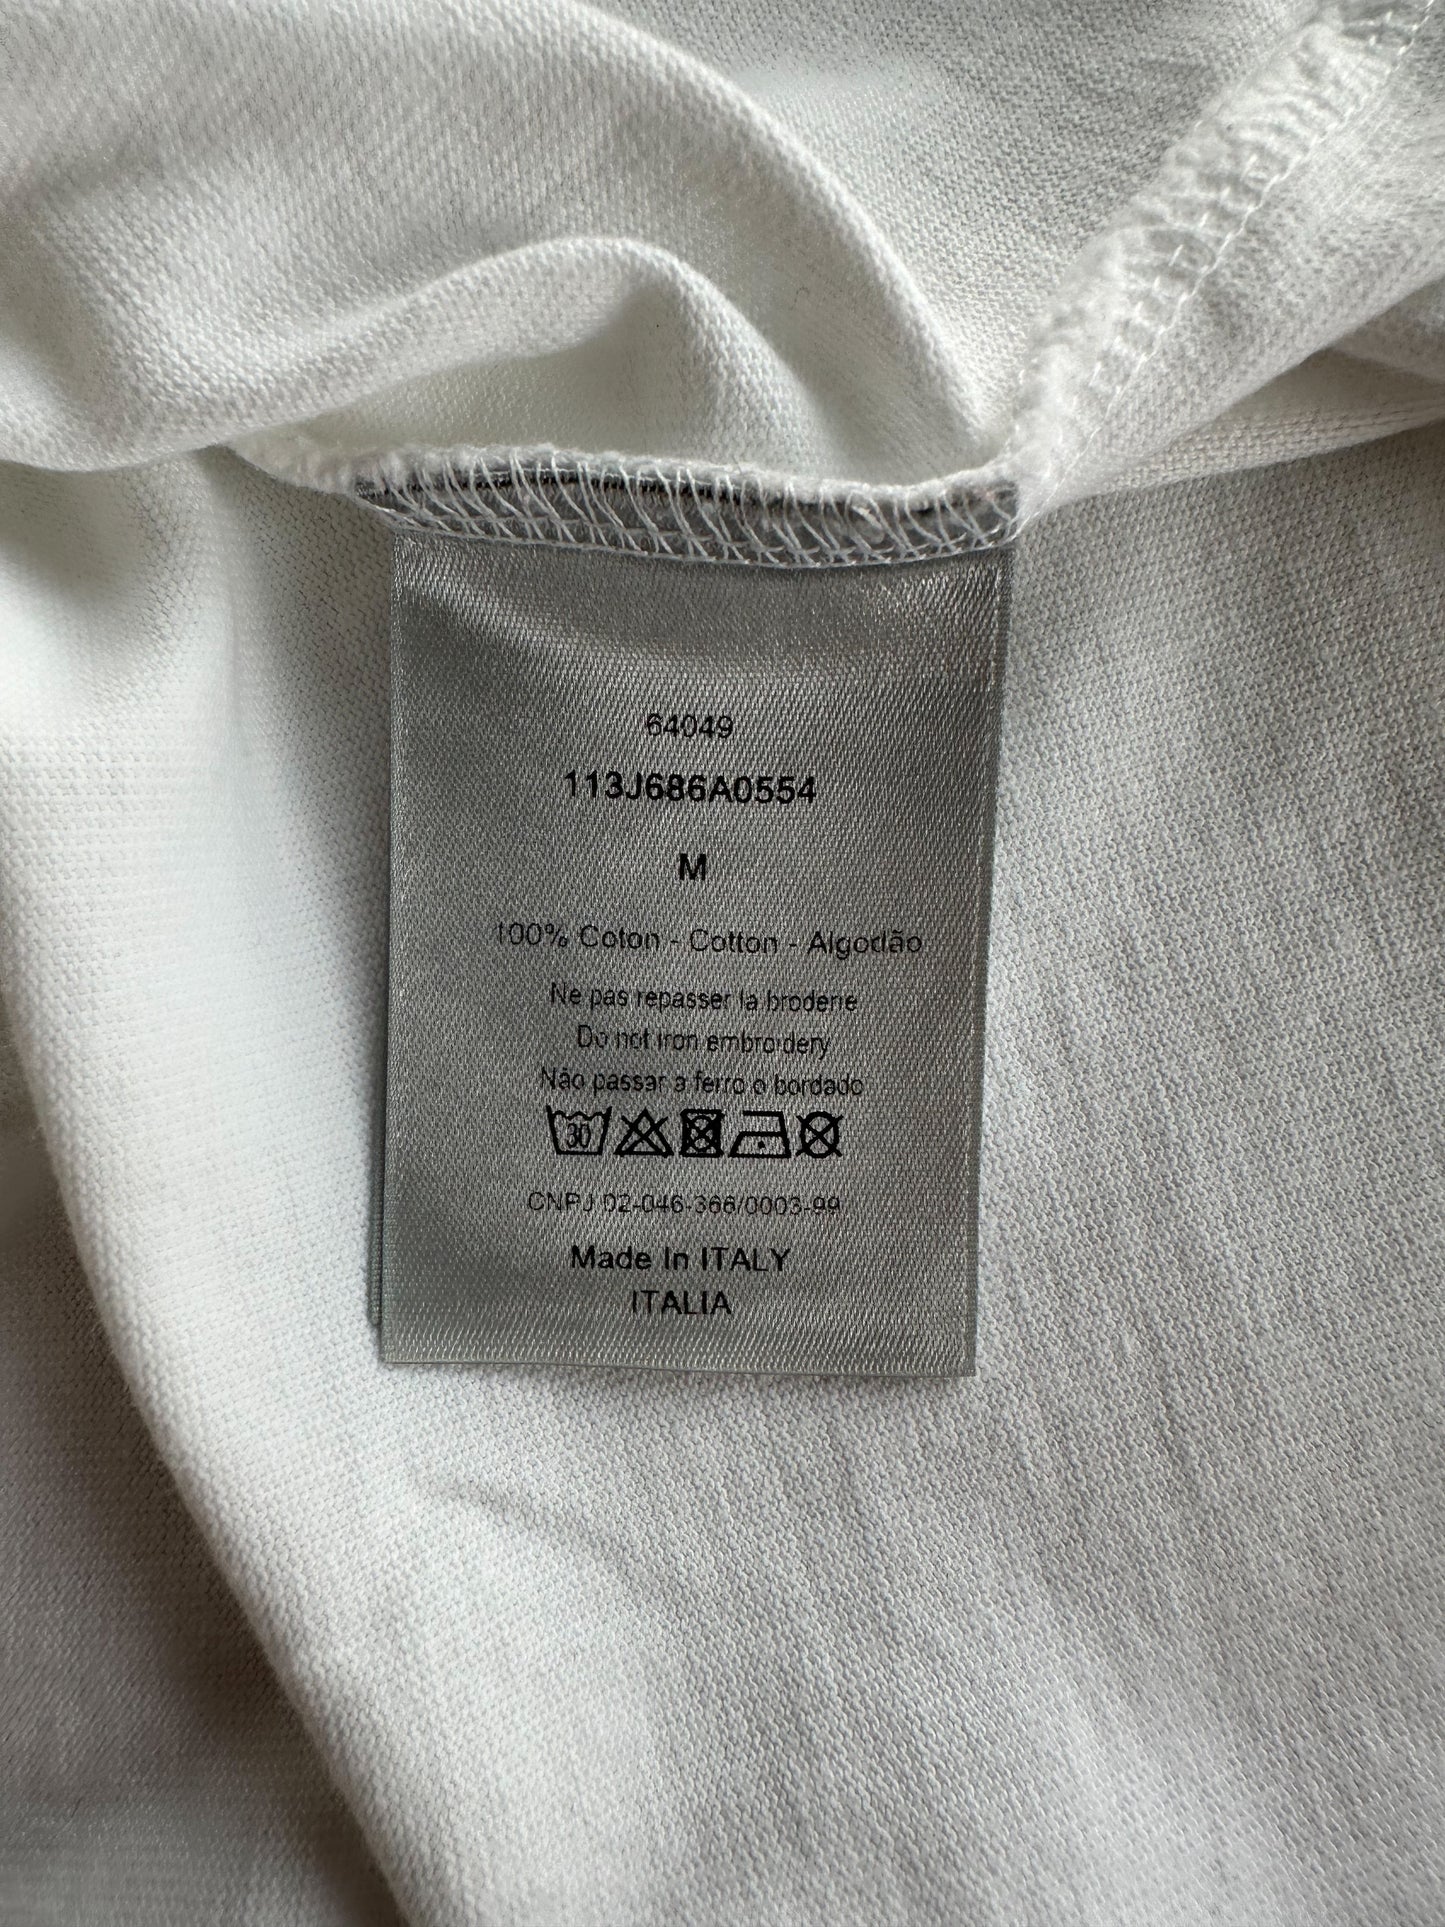 64049
113J686A0554
M
100% Coton - Cotton - Algodão
Ne pas repasser la broderie
Do not iron embroidery
Não passar a ferro o bordado
30
CNPJ 02-046-366/0003-99
Made In ITALY
ITALIA